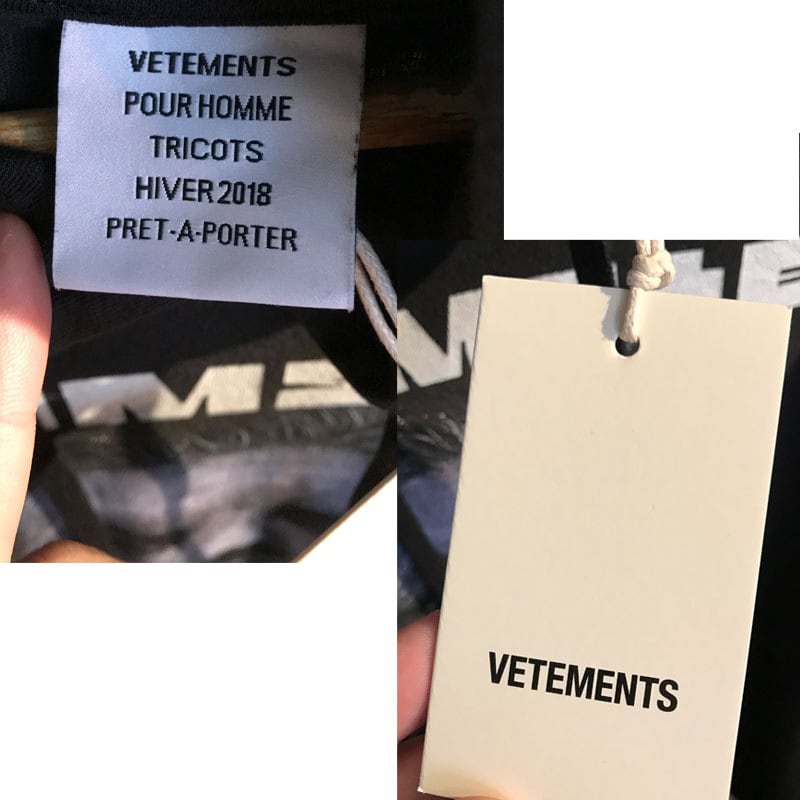 VETEMENTS
POUR HOMME
TRICOTS
HIVER 2018
PRET-A-PORTER
VETEMENTS